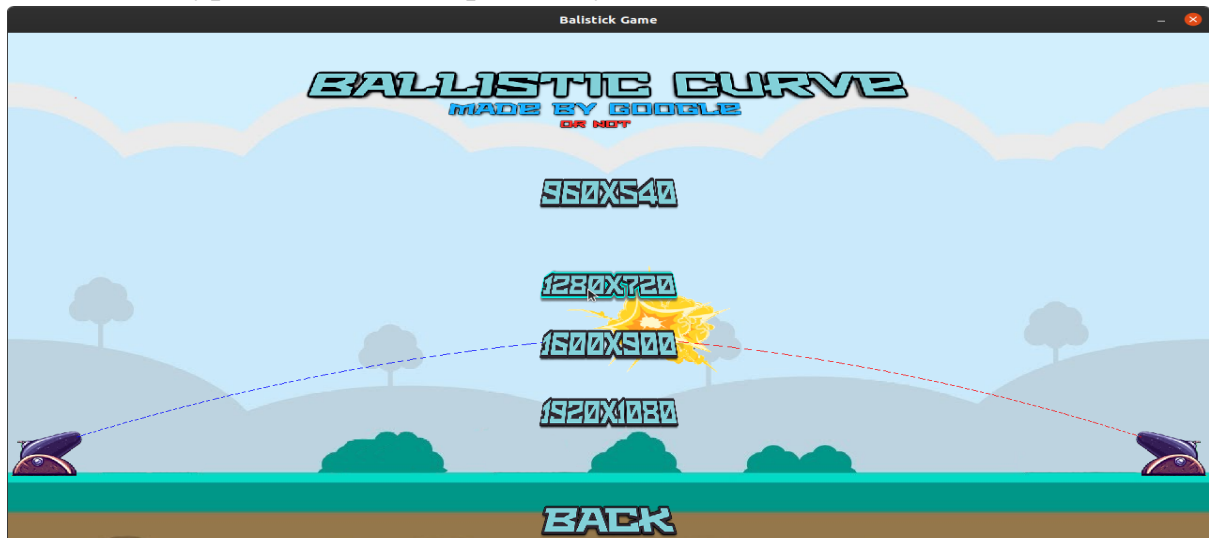 Balistick Game
BALLISTIC CURVE
MADE BY GOOGLE
OR NOT
960X540
1280X720
1600X900
1920X1080
BACK